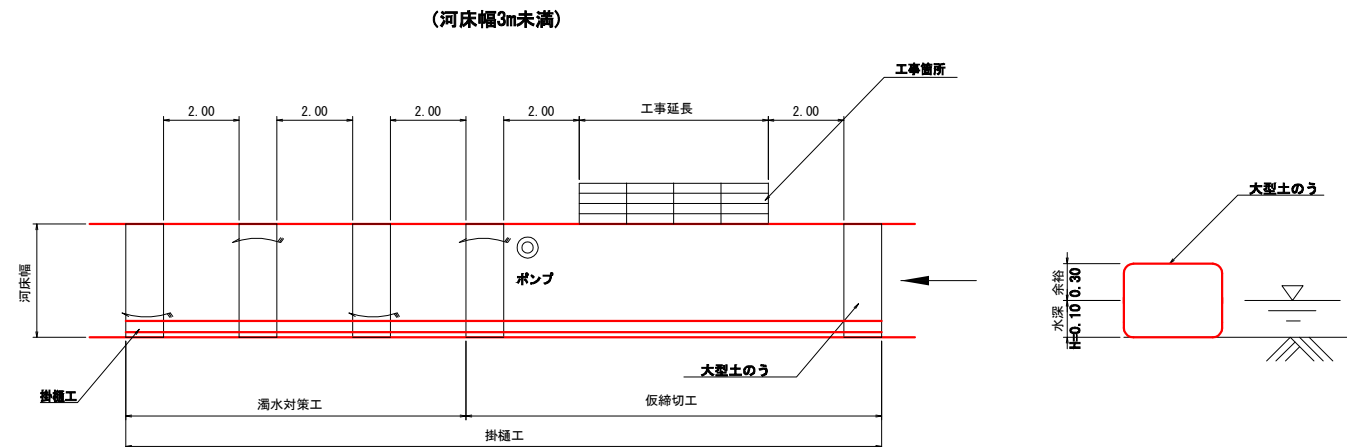 (河床幅3m未満)
工事箇所
2.00
2.00
2.00
2.00
工事延長
2.00
大型土のう
河床幅
ポンプ
余裕
0.30
水深
H=0.10
大型土のう
掛樋工
濁水対策工
仮締切工
掛樋工